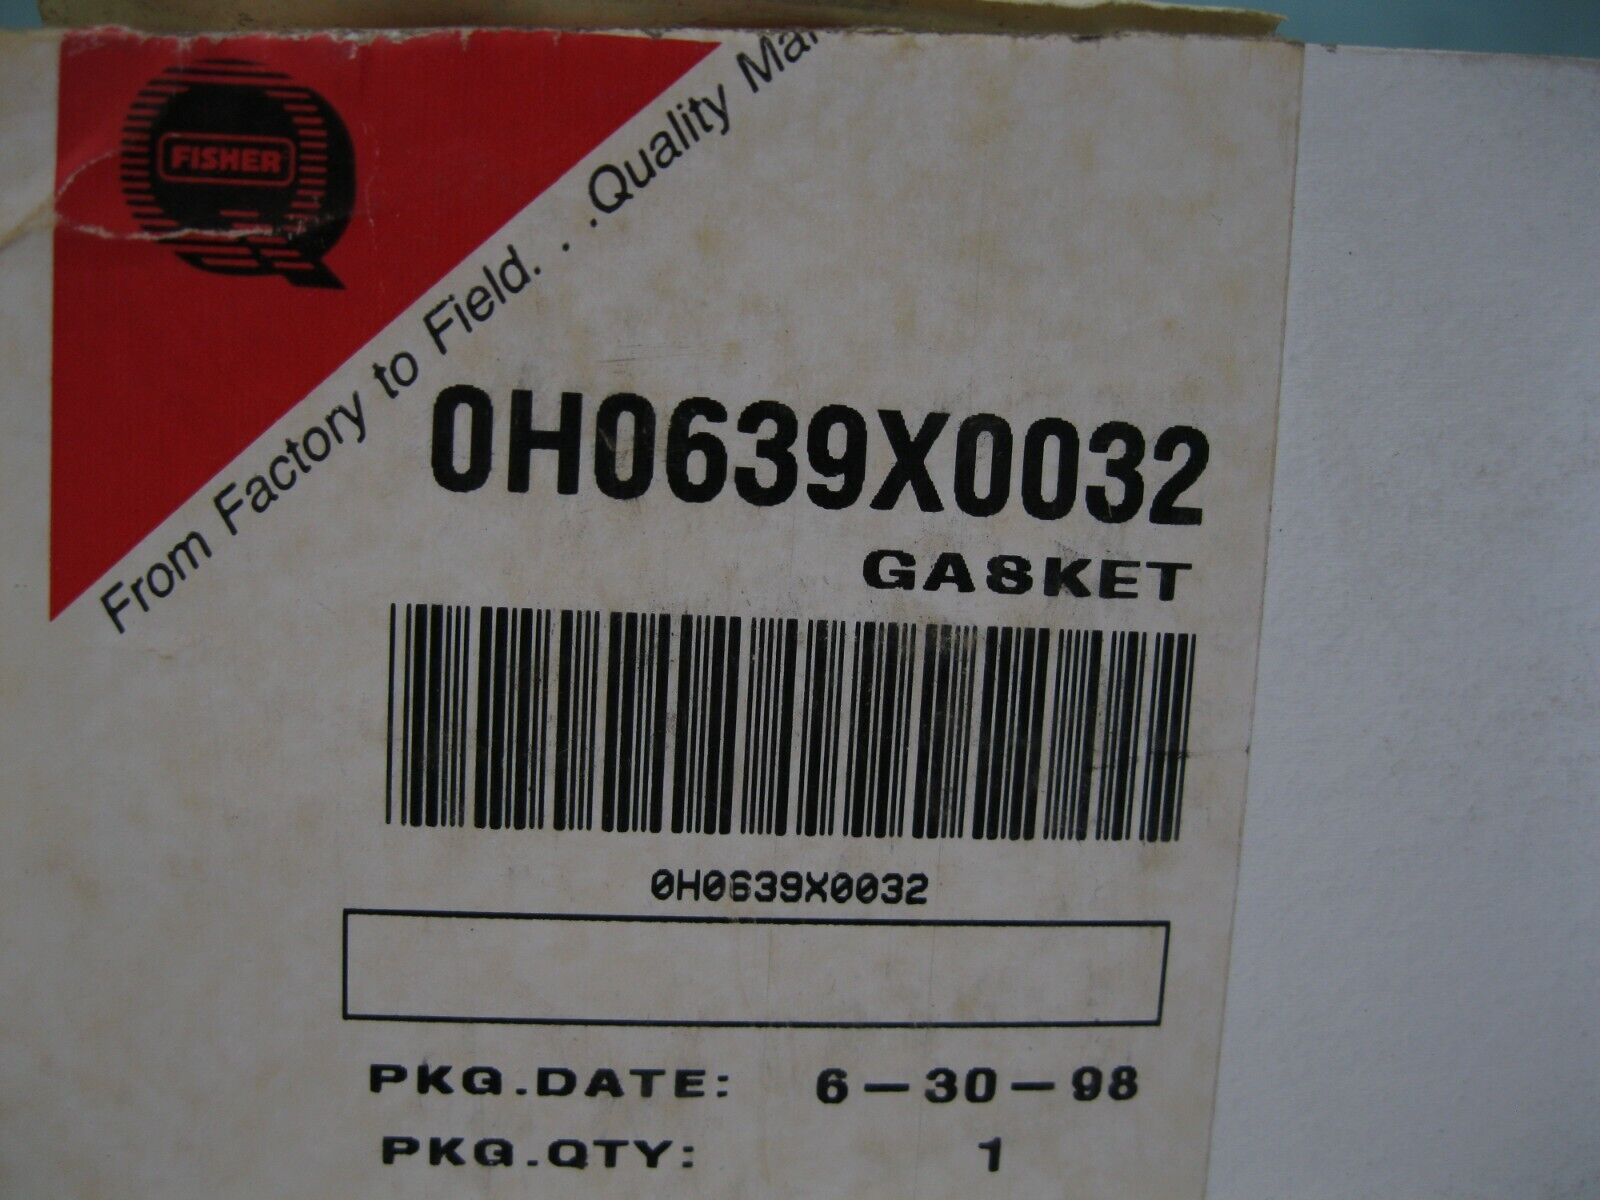 FISHER
From Factory to Field. . .Quality
0H0639X0032
GASKET
0H0639X0032
PKG.DATE: 6-30-98
PKG.QTY: 1